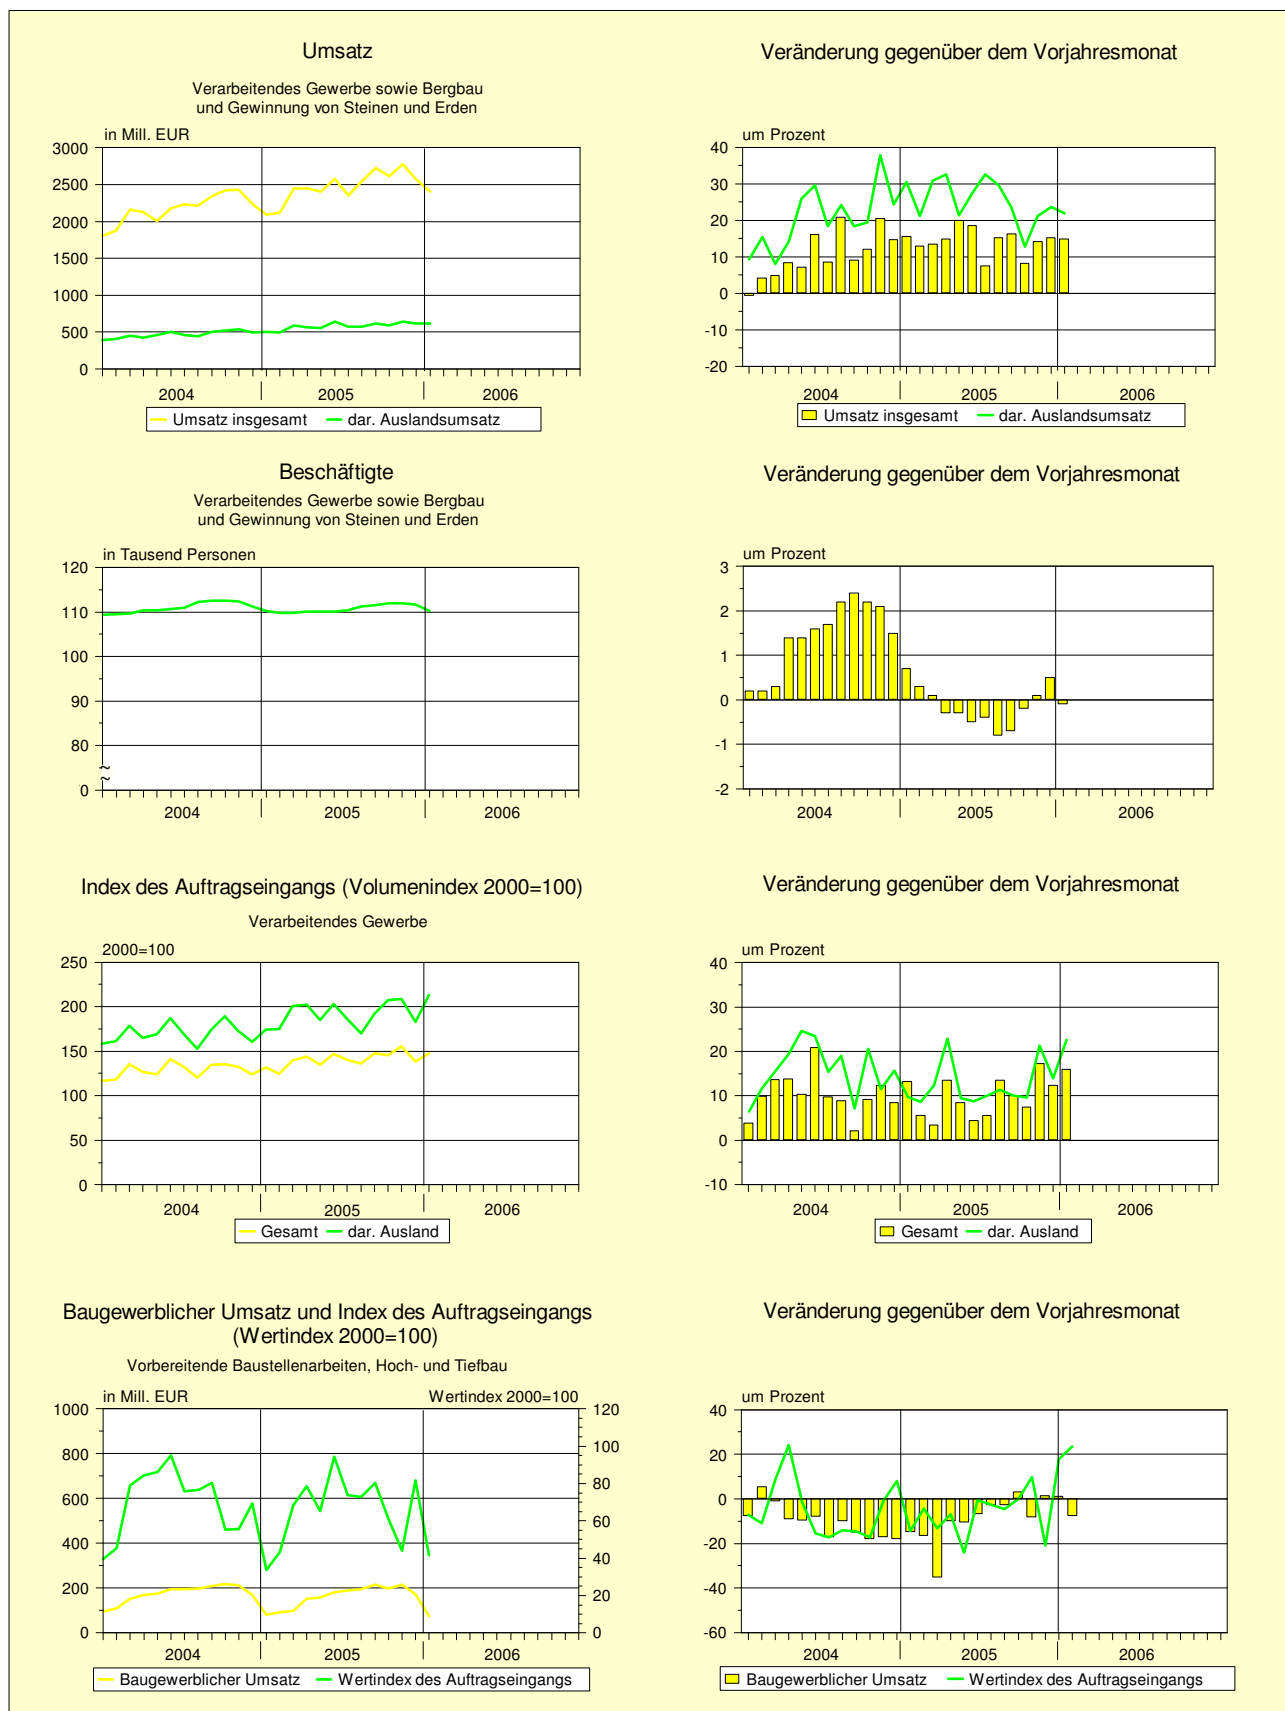 Umsatz
Verarbeitendes Gewerbe sowie Bergbau
und Gewinnung von Steinen und Erden
in Mill. EUR
3000
2500
2000
1500
1000
500
0
2004 2005 2006
Umsatz insgesamt dar. Auslandsumsatz
Veränderung gegenüber dem Vorjahresmonat
um Prozent
40
30
20
10
0
-10
-20
2004 2005 2006
Umsatz insgesamt dar. Auslandsumsatz
Beschäftigte
Verarbeitendes Gewerbe sowie Bergbau
und Gewinnung von Steinen und Erden
in Tausend Personen
120
110
100
90
80
0
2004 2005 2006
Veränderung gegenüber dem Vorjahresmonat
um Prozent
3
2
1
0
-1
-2
2004 2005 2006
Index des Auftragseingangs (Volumenindex 2000=100)
Verarbeitendes Gewerbe
2000=100
250
200
150
100
50
0
2004 2005 2006
Gesamt dar. Ausland
Veränderung gegenüber dem Vorjahresmonat
um Prozent
40
30
20
10
0
-10
2004 2005 2006
Gesamt dar. Ausland
Baugewerblicher Umsatz und Index des Auftragseingangs
(Wertindex 2000=100)
Vorbereitende Baustellenarbeiten, Hoch- und Tiefbau
in Mill. EUR Wertindex 2000=100
1000 120
800 100
600 80
400 60
200 40
0 20
0
2004 2005 2006
Baugewerblicher Umsatz Wertindex des Auftragseingangs
Veränderung gegenüber dem Vorjahresmonat
um Prozent
40
20
0
-20
-40
-60
2004 2005 2006
Baugewerblicher Umsatz Wertindex des Auftragseingangs